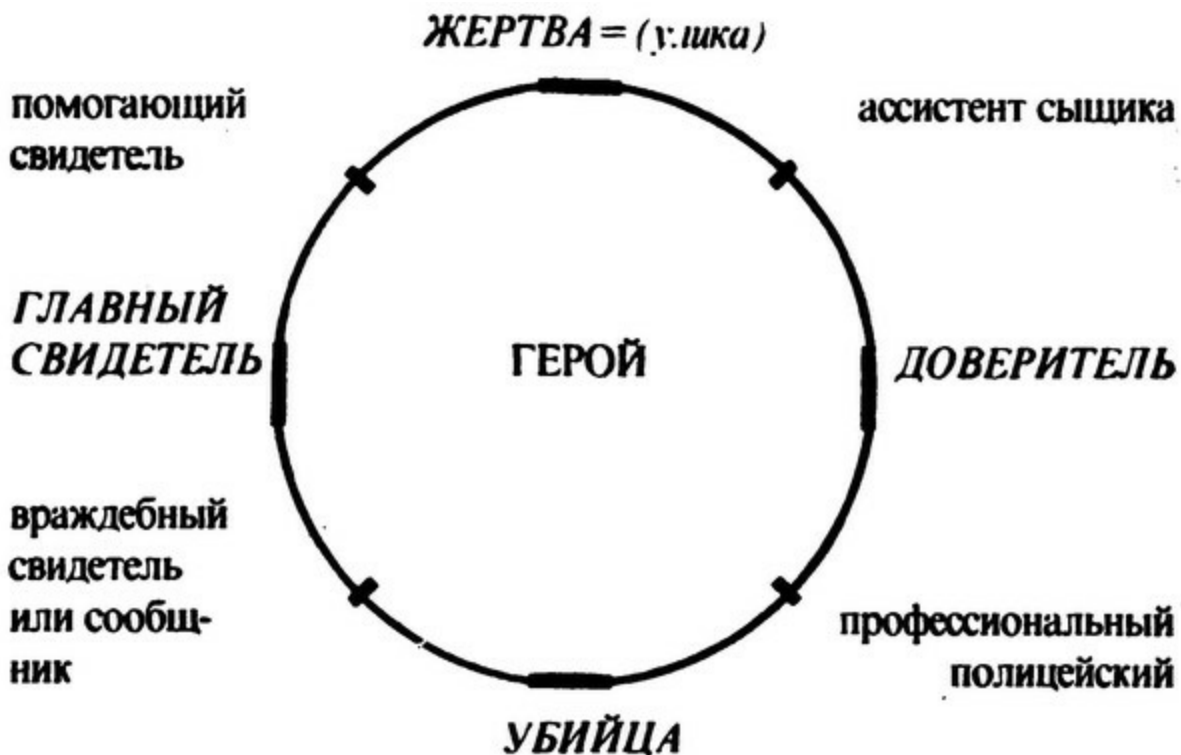 ЖЕРТВА = (улика)
помогающий
свидетель
ассистент сыщика
ГЛАВНЫЙ
СВИДЕТЕЛЬ
ГЕРОЙ
ДОВЕРИТЕЛЬ
враждебный
свидетель
или сообщ-
ник
профессиональный
полицейский
УБИЙЦА